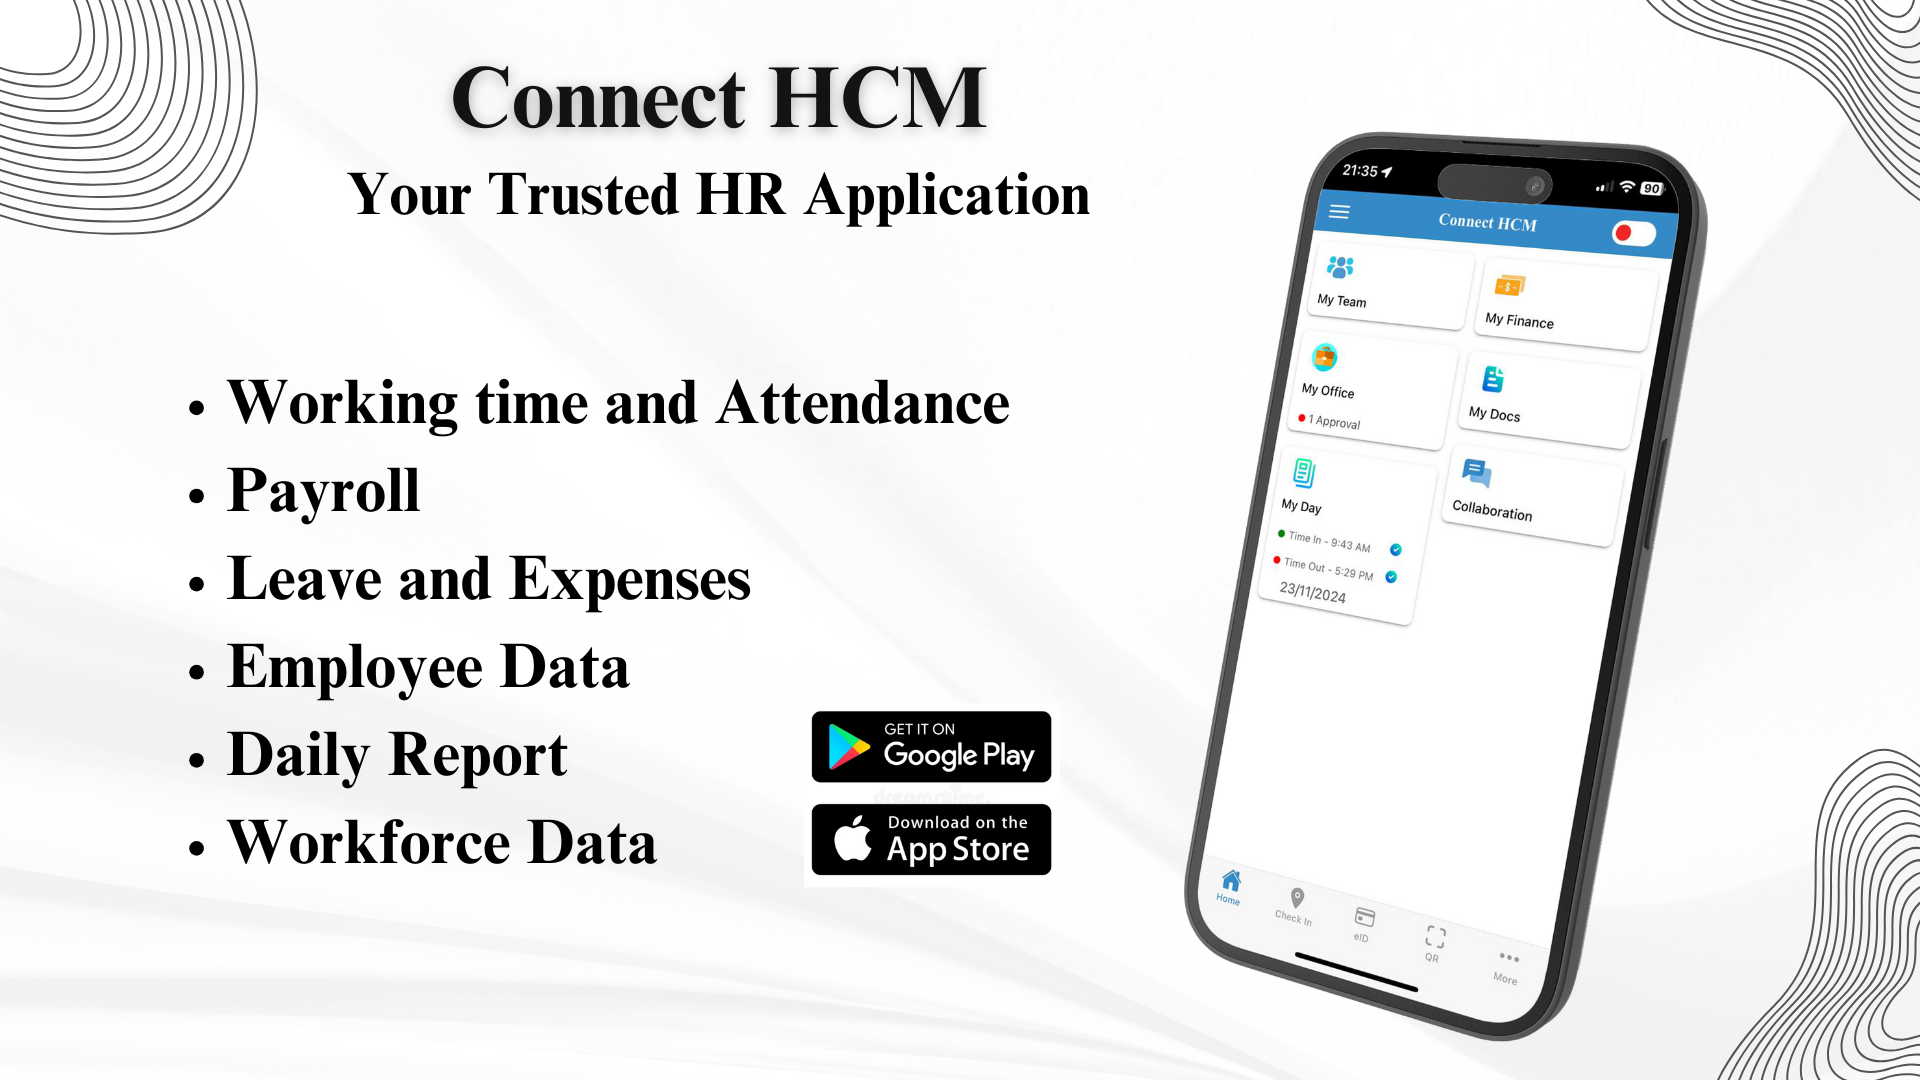 Connect HCM
Your Trusted HR Application
• Working time and Attendance
• Payroll
• Leave and Expenses
• Employee Data
• Daily Report
• Workforce Data
GET IT ON
Google Play
dreamstime.
Download on the
App Store
21:35
90
Connect HCM
My Team
My Finance
My Office
1 Approval
My Docs
My Day
Time In - 9:43 AM
Time Out - 5:29 PM
23/11/2024
Collaboration
Home
Check In
eID
QR
More